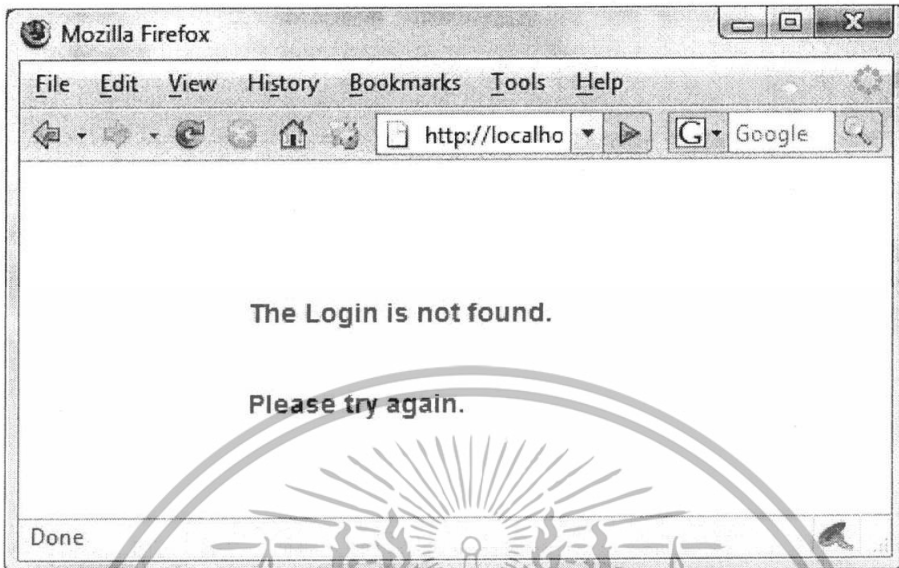 Mozilla Firefox
File Edit View History Bookmarks Tools Help
http://localho G Google
The Login is not found.
Please try again.
Done